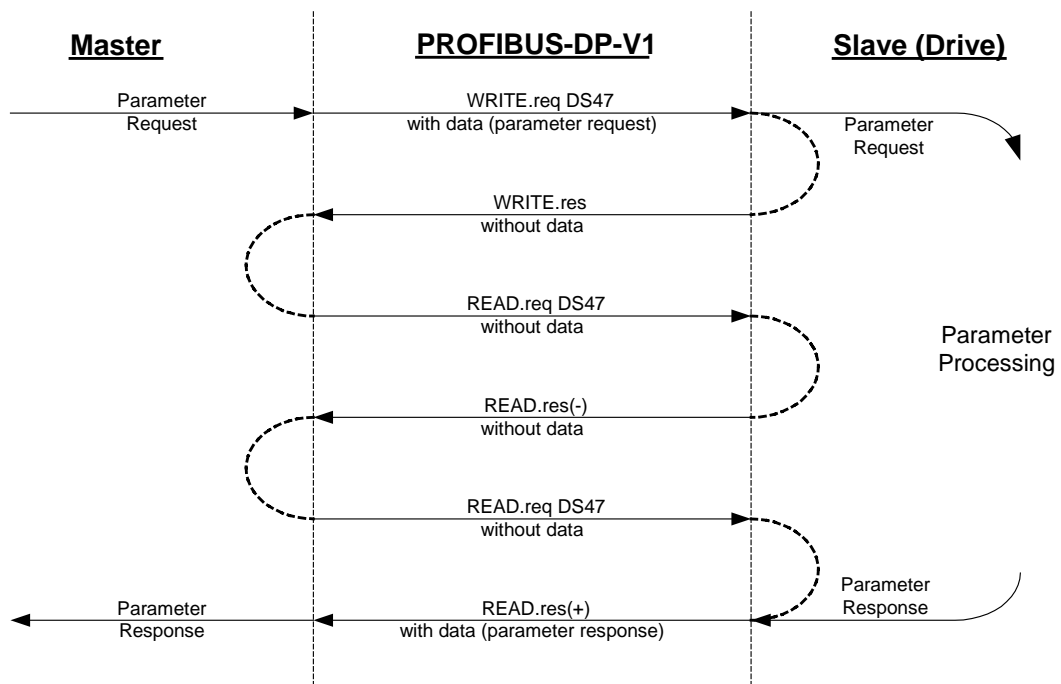 Master
PROFIBUS-DP-V1
Slave (Drive)
Parameter
Request
WRITE.req DS47
with data (parameter request)
Parameter
Request
WRITE.res
without data
READ.req DS47
without data
Parameter
Processing
READ.res(-)
without data
READ.req DS47
without data
Parameter
Response
READ.res(+)
with data (parameter response)
Parameter
Response